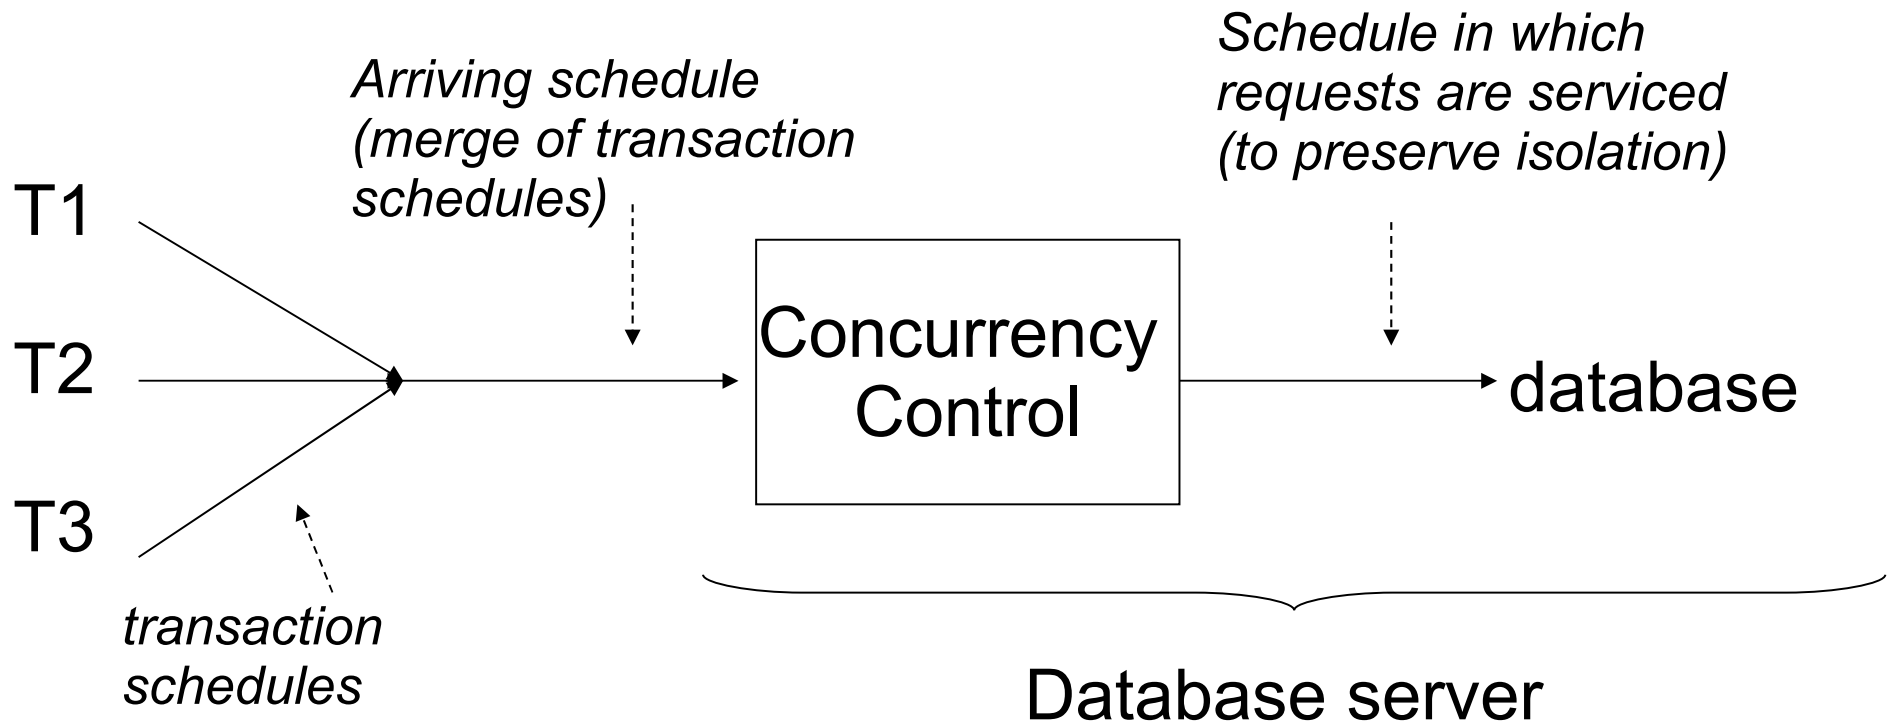 Schedule in which
requests are serviced
(to preserve isolation)
Arriving schedule
(merge of transaction
schedules)
T1
T2
T3
Concurrency
Control
database
transaction
schedules
Database server